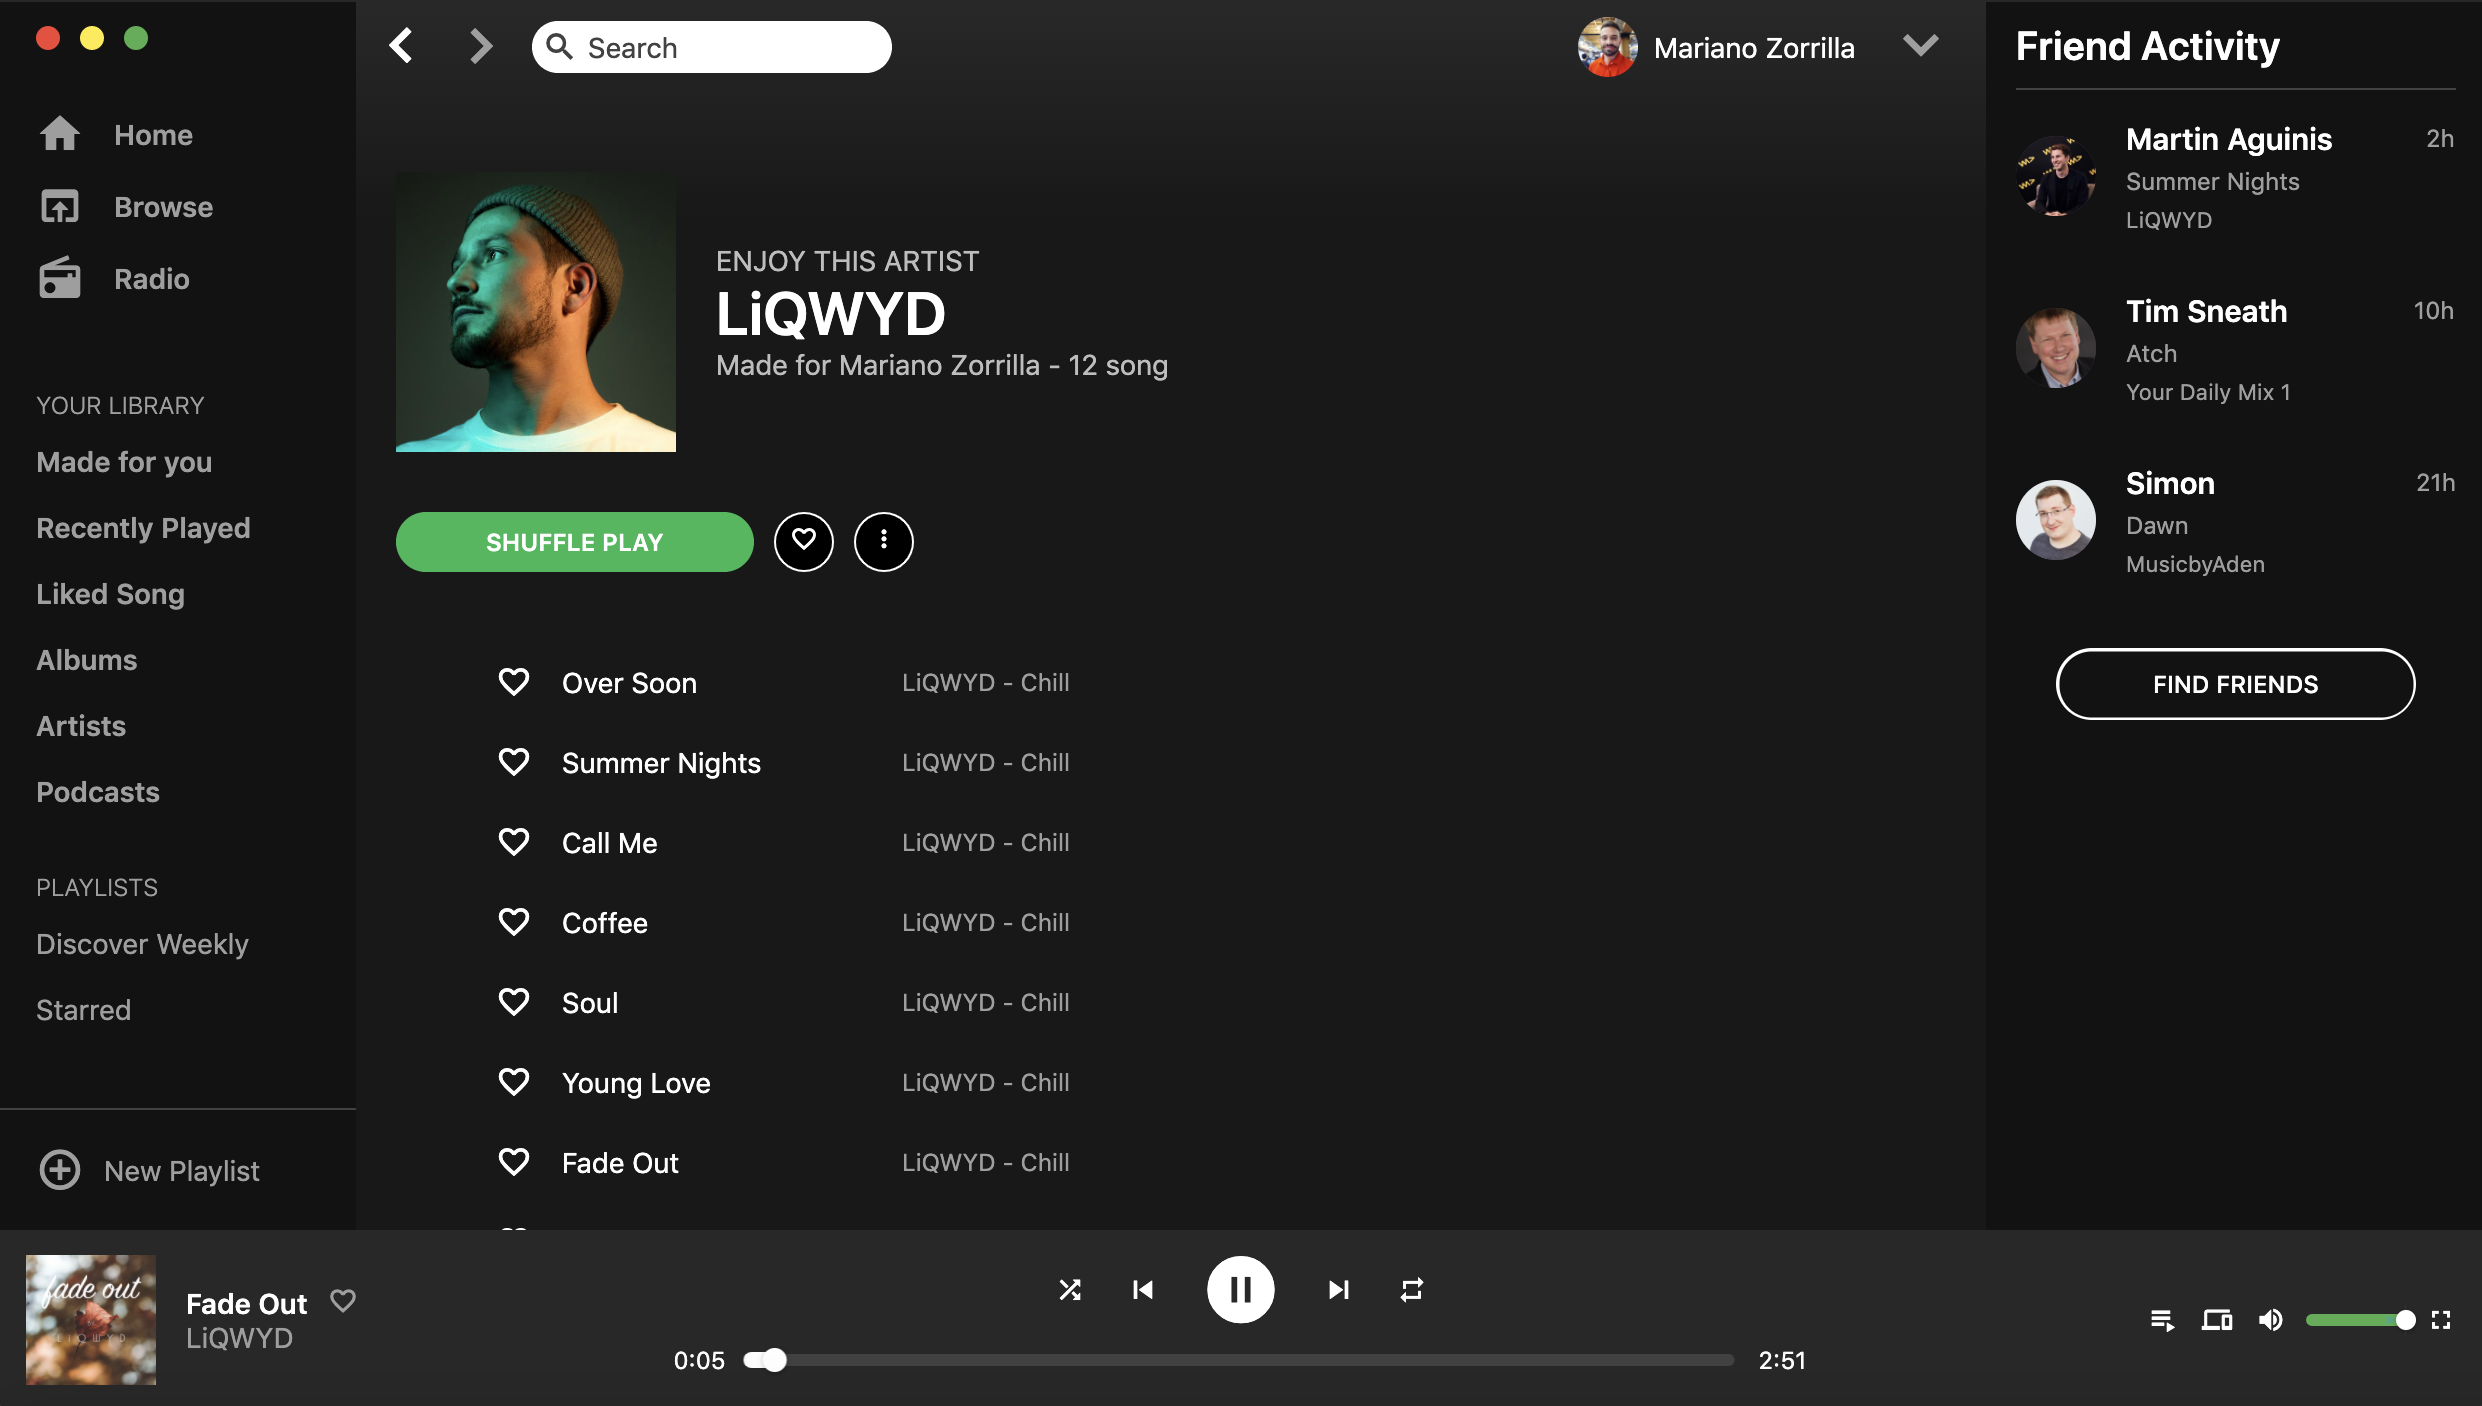 Home
Browse
Radio
YOUR LIBRARY
Made for you
Recently Played
Liked Song
Albums
Artists
Podcasts
PLAYLISTS
Discover Weekly
Starred
New Playlist
Search
Mariano Zorrilla
ENJOY THIS ARTIST
LiQWYD
Made for Mariano Zorrilla - 12 song
SHUFFLE PLAY
Over Soon LiQWYD - Chill
Summer Nights LiQWYD - Chill
Call Me LiQWYD - Chill
Coffee LiQWYD - Chill
Soul LiQWYD - Chill
Young Love LiQWYD - Chill
Fade Out LiQWYD - Chill
Friend Activity
Martin Aguinis 2h
Summer Nights
LiQWYD
Tim Sneath 10h
Atch
Your Daily Mix 1
Simon 21h
Dawn
MusicbyAden
FIND FRIENDS
fade out
LIQWYD
Fade Out
LiQWYD
0:05 2:51